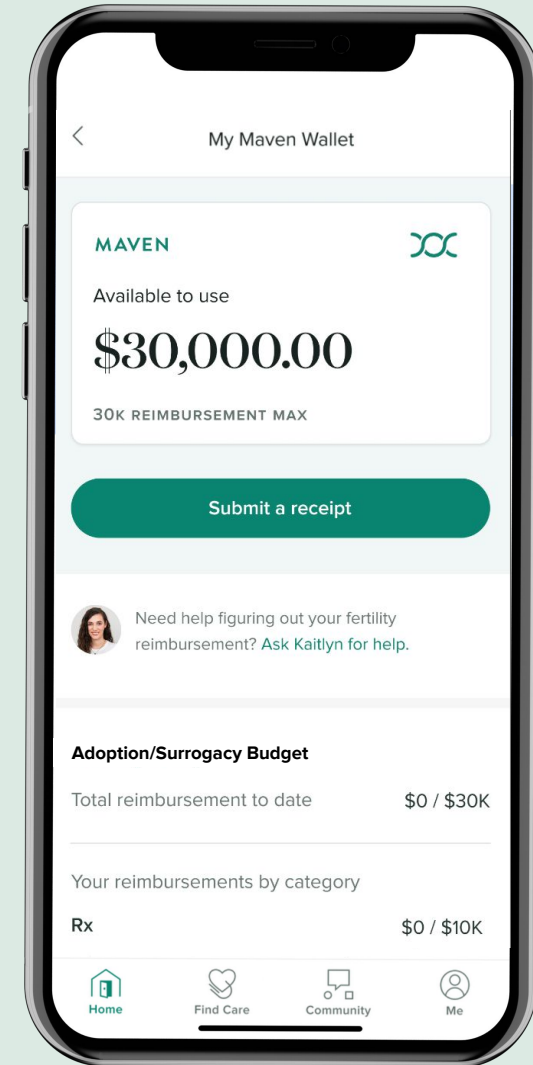 My Maven Wallet
MAVEN
Available to use
$30,000.00
30K REIMBURSEMENT MAX
Submit a receipt
Need help figuring out your fertility
reimbursement? Ask Kaitlyn for help.
Adoption/Surrogacy Budget
Total reimbursement to date $0 / $30K
Your reimbursements by category
Rx $0 / $10K
Home Find Care Community Me